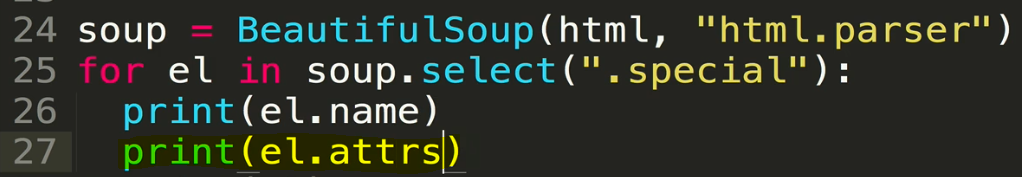 24 soup = BeautifulSoup(html, "html.parser")
25 for el in soup.select(".special"):
26   print(el.name)
27   print(el.attrs)